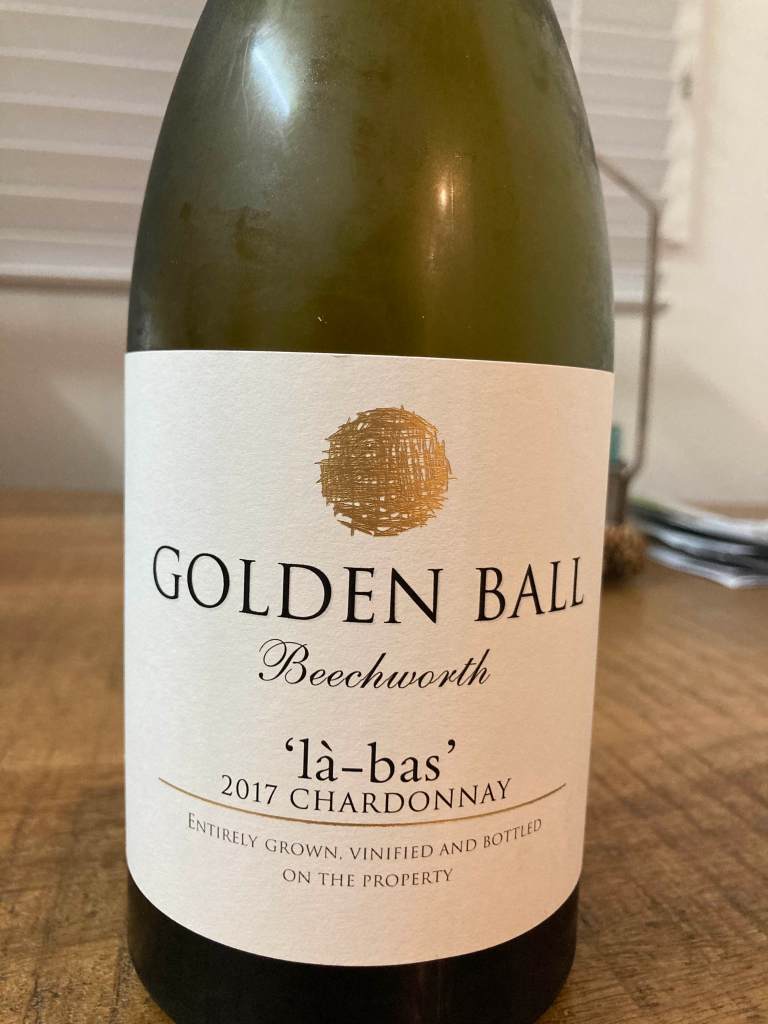 GOLDEN BALL
Beechworth
‘là-bas’
2017 CHARDONNAY
ENTIRELY GROWN, VINIFIED AND BOTTLED
ON THE PROPERTY